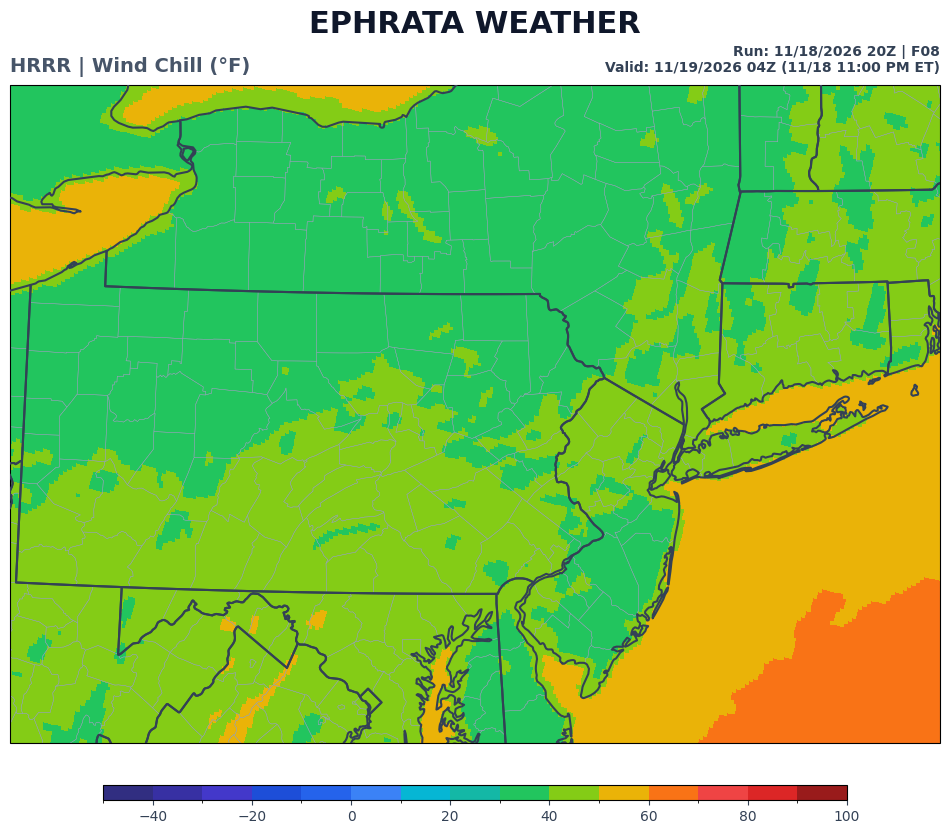 EPHRATA WEATHER
HRRR | Wind Chill (°F)
Run: 11/18/2026 20Z | F08
Valid: 11/19/2026 04Z (11/18 11:00 PM ET)
−40 −20 0 20 40 60 80 100